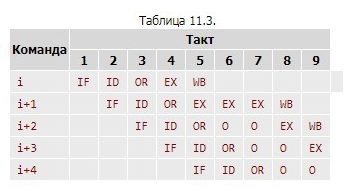 Таблица 11.3.
Команда Такт
1 2 3 4 5 6 7 8 9
i IF ID OR EX WB
i+1 IF ID OR EX EX EX WB
i+2 IF ID OR O O EX WB
i+3 IF ID OR O O EX
i+4 IF ID OR O O